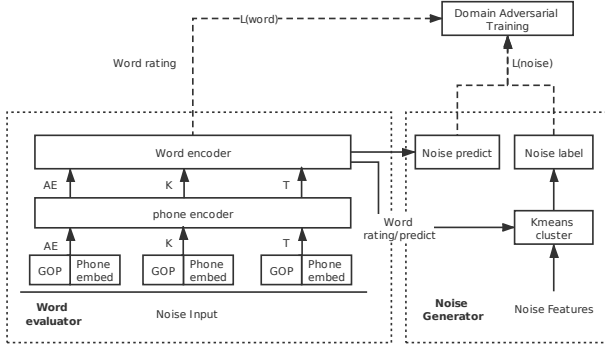 Domain Adversarial
Training
L(word)
Word rating
L(noise)
Word encoder
Noise predict
Noise label
AE
K
T
phone encoder
Word
rating/predict
Kmeans
cluster
AE
K
T
GOP
Phone
embed
GOP
Phone
embed
GOP
Phone
embed
Word
evaluator
Noise Input
Noise
Generator
Noise Features